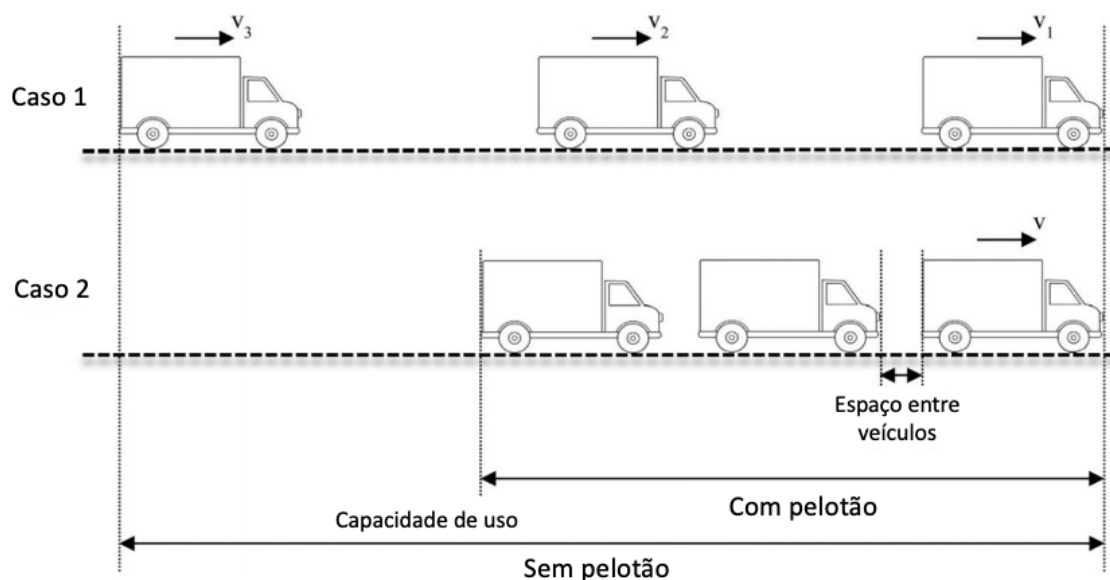 v₃
v₂
v₁
Caso 1
v
Caso 2
Espaço entre
veículos
Com pelotão
Capacidade de uso
Sem pelotão